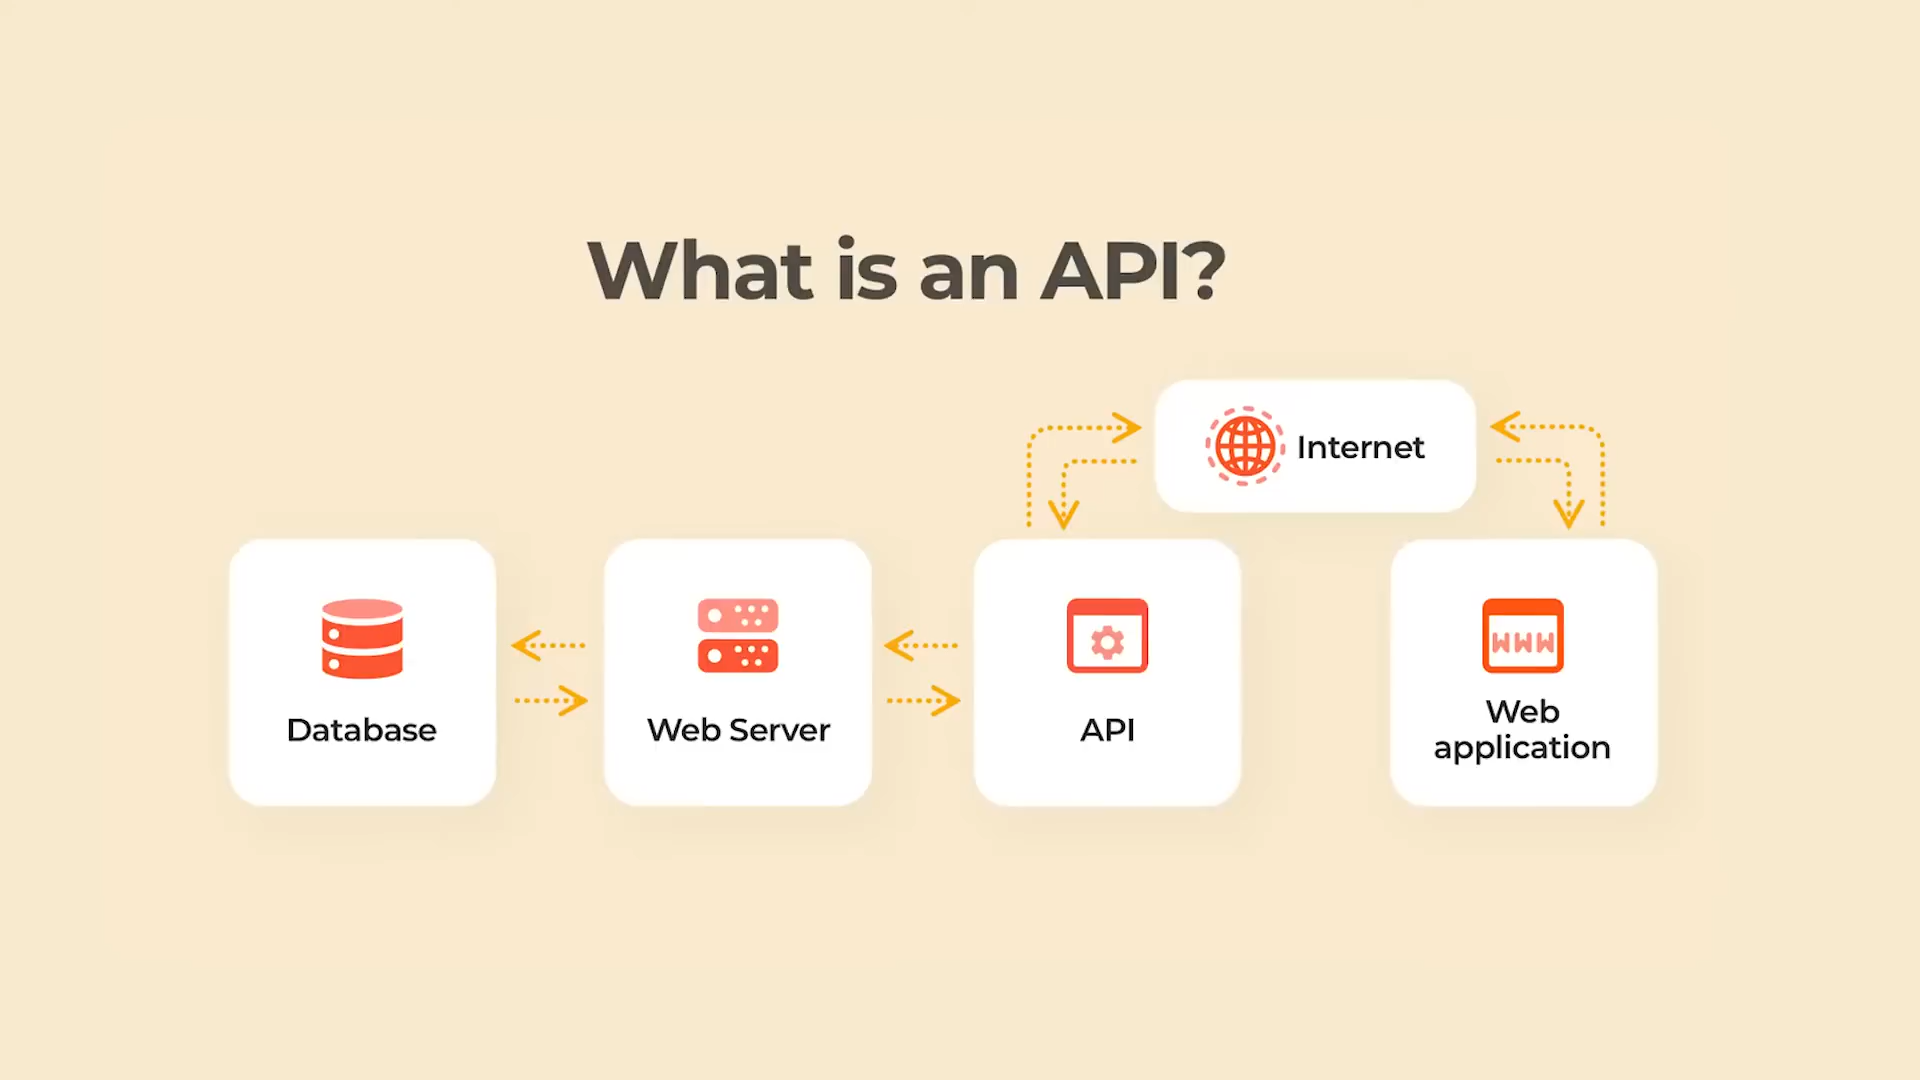 What is an API?
Internet
Database
Web Server
API
WWW
Web
application